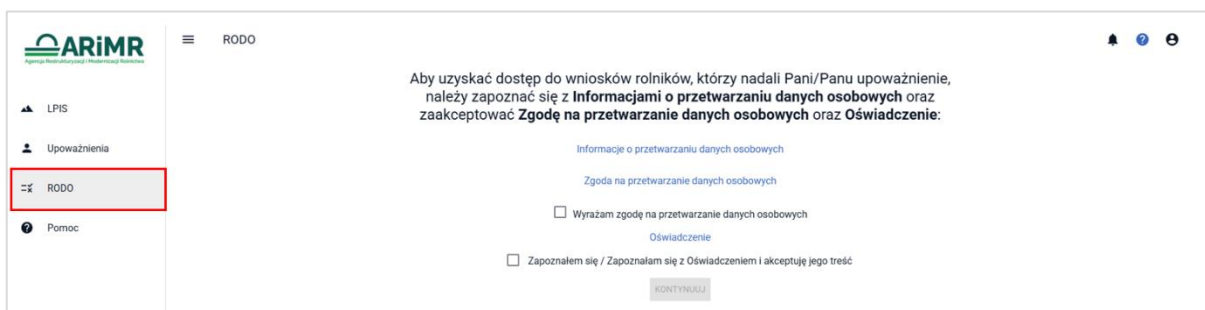 ARiMR
Agencja Restrukturyzacji i Modernizacji Rolnictwa
RODO
LPIS
Upoważnienia
RODO
Pomoc
Aby uzyskać dostęp do wniosków rolników, którzy nadali Pani/Panu upoważnienie,
należy zapoznać się z Informacjami o przetwarzaniu danych osobowych oraz
zaakceptować Zgodę na przetwarzanie danych osobowych oraz Oświadczenie:
Informacje o przetwarzaniu danych osobowych
Zgoda na przetwarzanie danych osobowych
Wyrażam zgodę na przetwarzanie danych osobowych
Oświadczenie
Zapoznałem się / Zapoznałam się z Oświadczeniem i akceptuję jego treść
KONTYNUUJ